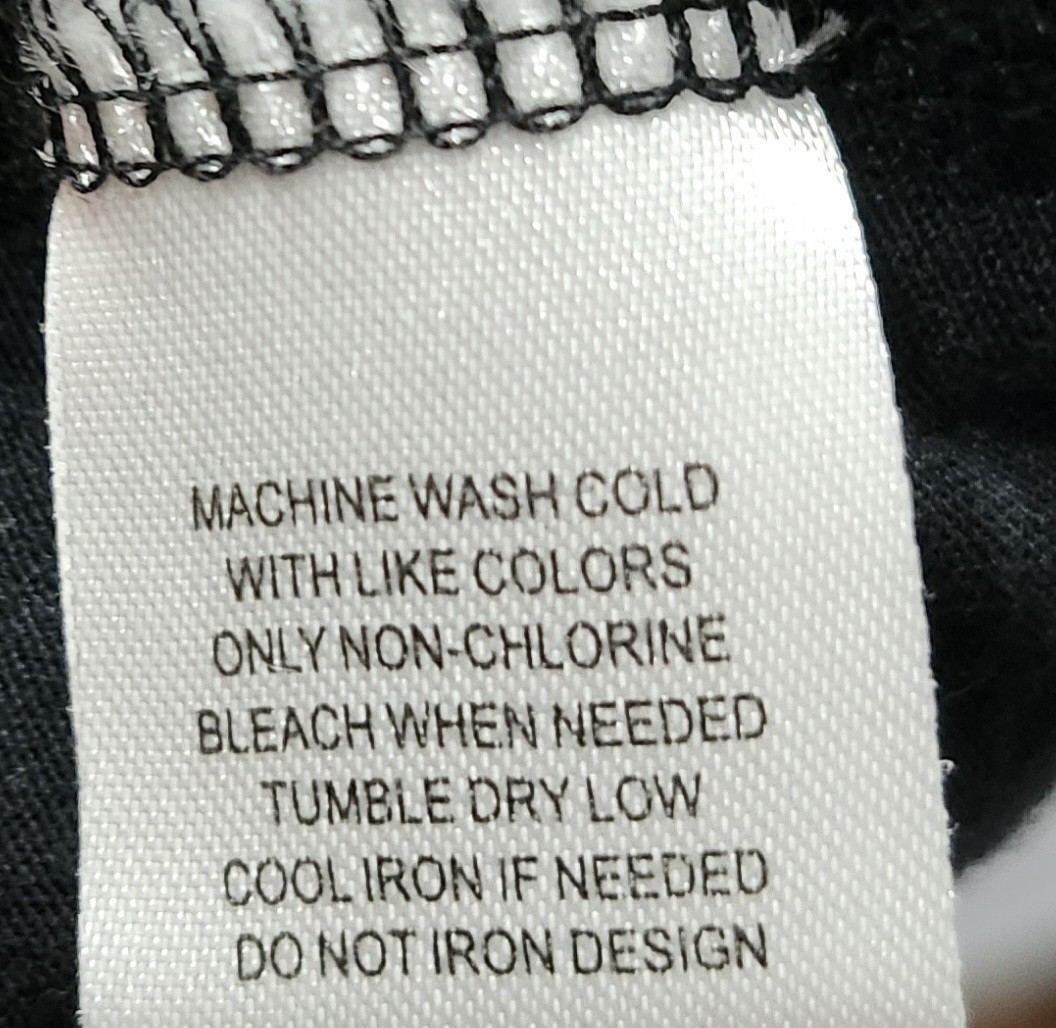 MACHINE WASH COLD
WITH LIKE COLORS
ONLY NON-CHLORINE
BLEACH WHEN NEEDED
TUMBLE DRY LOW
COOL IRON IF NEEDED
DO NOT IRON DESIGN